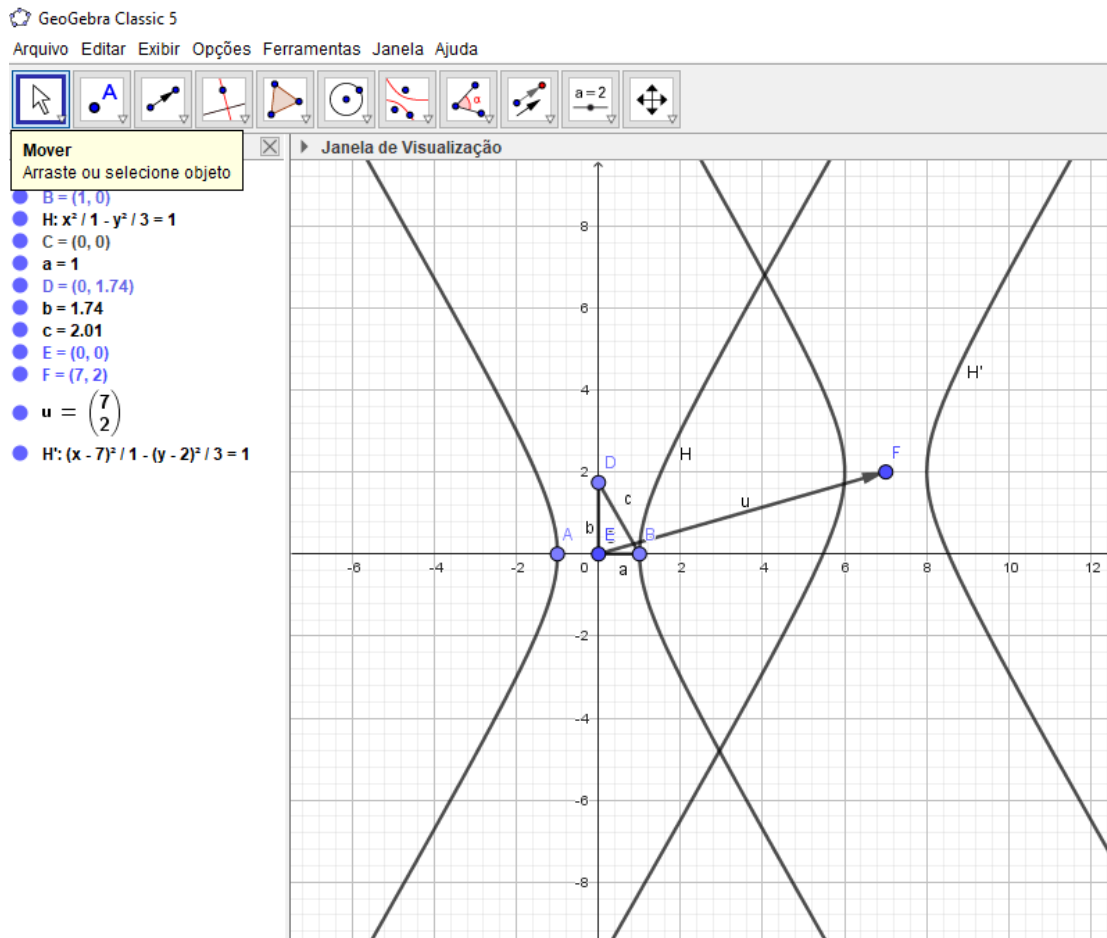 GeoGebra Classic 5
Arquivo Editar Exibir Opções Ferramentas Janela Ajuda
A
α
a = 2
Mover
Arraste ou selecione objeto
Janela de Visualização
B = (1, 0)
H: x² / 1 - y² / 3 = 1
C = (0, 0)
a = 1
D = (0, 1.74)
b = 1.74
c = 2.01
E = (0, 0)
F = (7, 2)
u = (7
2)
H': (x - 7)² / 1 - (y - 2)² / 3 = 1
8
6
4
H'
H
F
2
D
c
u
b
A
E
B
a
-6
-4
-2
0
2
4
6
8
10
12
-2
-4
-6
-8